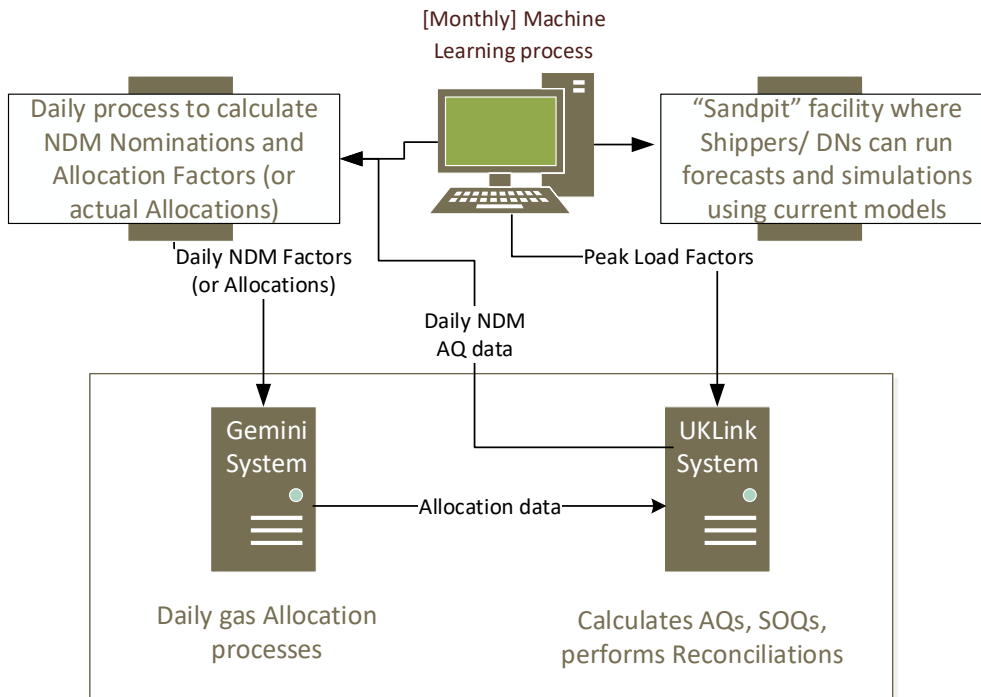 [Monthly] Machine
Learning process
Daily process to calculate
NDM Nominations and
Allocation Factors (or
actual Allocations)
“Sandpit” facility where
Shippers/ DNs can run
forecasts and simulations
using current models
Daily NDM Factors
(or Allocations)
Peak Load Factors
Daily NDM
AQ data
Gemini
System
UKLink
System
Allocation data
Daily gas Allocation
processes
Calculates AQs, SOQs,
performs Reconciliations